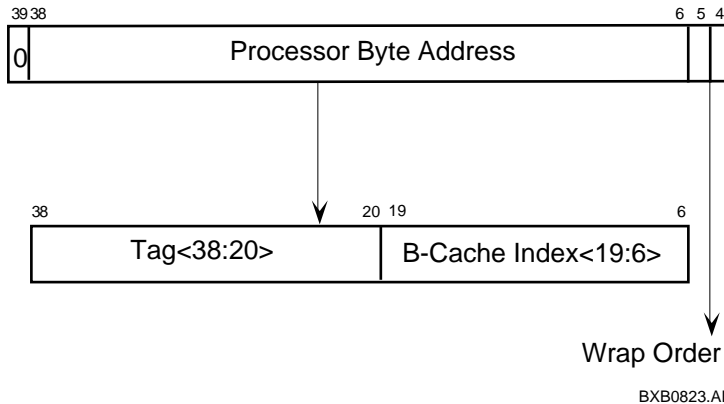 39 38 6 5 4
0 Processor Byte Address
38 20 19 6
Tag<38:20> B-Cache Index<19:6>
Wrap Order
BXB0823.AI